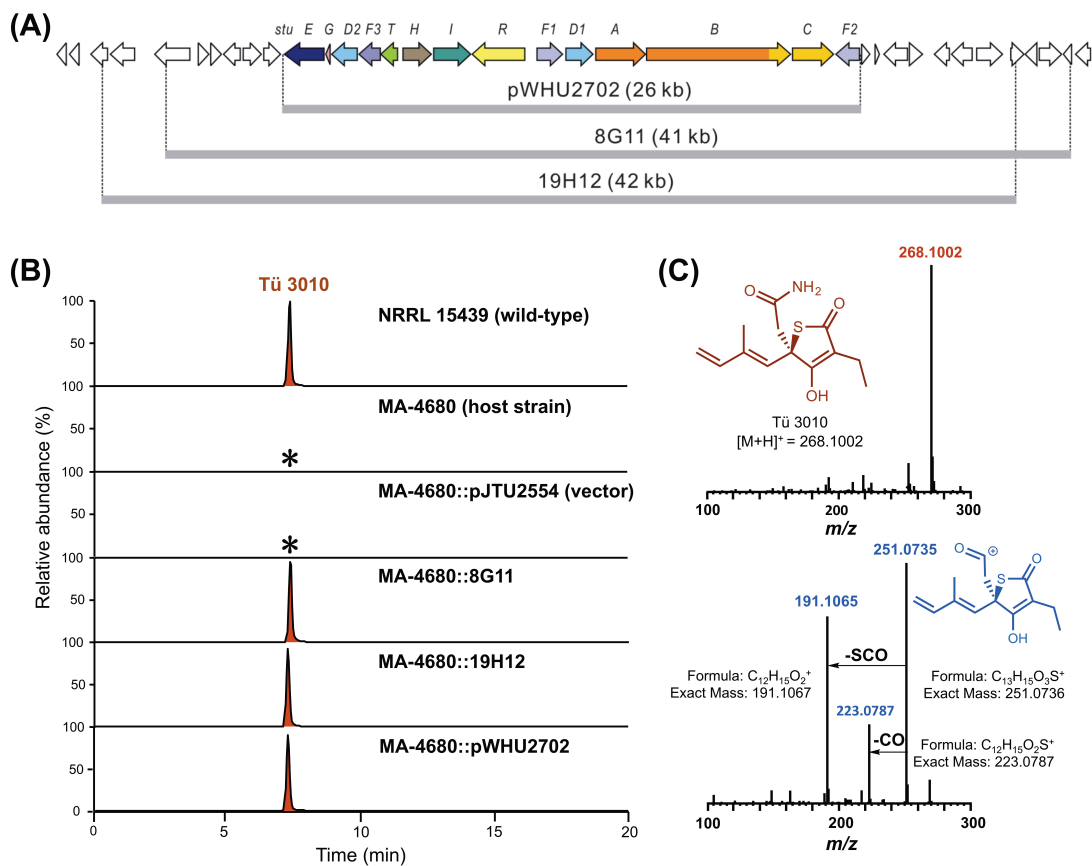 (A)
stu E G D2 F3 T H I R F1 D1 A B C F2
pWHU2702 (26 kb)
8G11 (41 kb)
19H12 (42 kb)
(B)
Tü 3010
Relative abundance (%)
100
50
NRRL 15439 (wild-type)
100
50
MA-4680 (host strain)
*
100
50
MA-4680::pJTU2554 (vector)
*
100
50
MA-4680::8G11
100
50
MA-4680::19H12
100
50
0
MA-4680::pWHU2702
0 5 10 15 20
Time (min)
(C)
268.1002
O NH2
S O
OH
Tü 3010
[M+H]+ = 268.1002
100 200 300
m/z
251.0735
O +
S O
OH
191.1065
-SCO
Formula: C12H15O2+
Exact Mass: 191.1067
Formula: C13H15O3S+
Exact Mass: 251.0736
223.0787
-CO
Formula: C12H15O2S+
Exact Mass: 223.0787
100 200 300
m/z